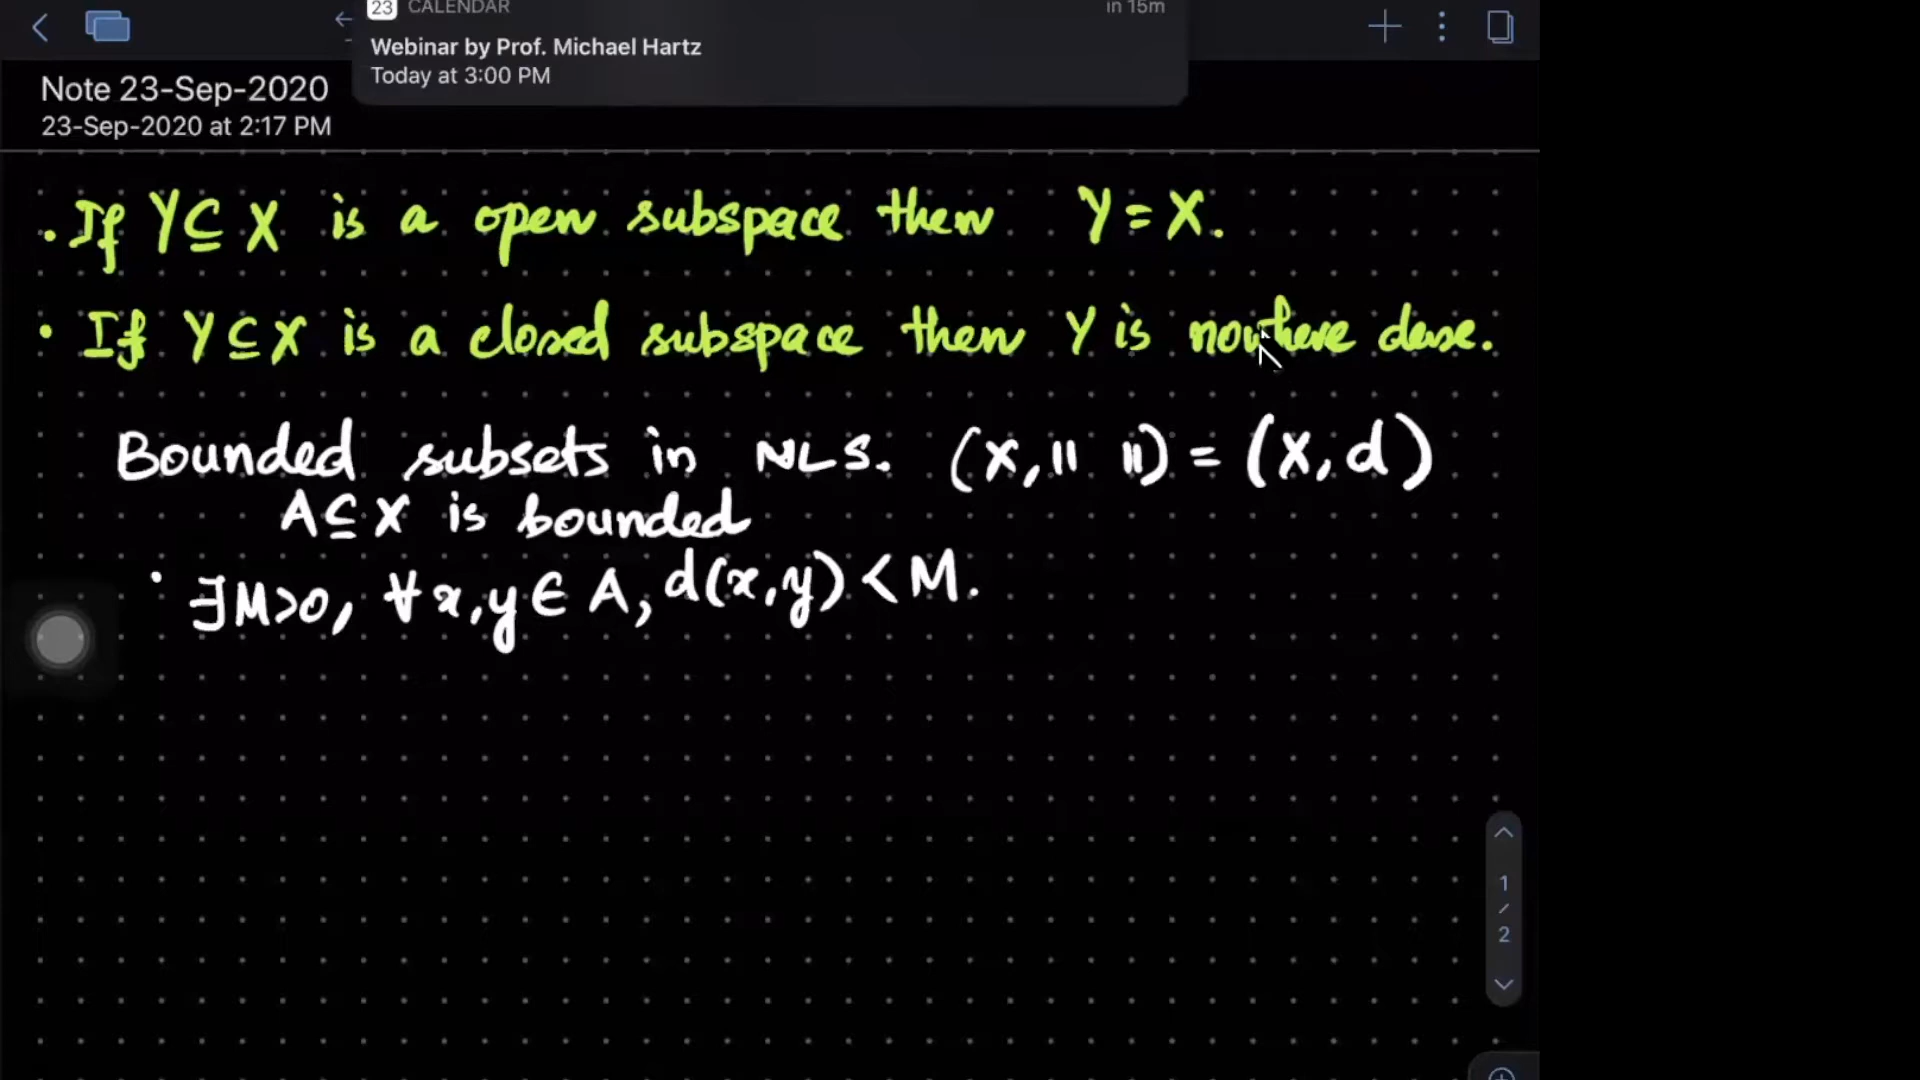 23 CALENDAR in 15m
Webinar by Prof. Michael Hartz
Today at 3:00 PM
Note 23-Sep-2020
23-Sep-2020 at 2:17 PM
. If Y ⊆ X is a open subspace then Y = X.
. If Y ⊆ X is a closed subspace then Y is nowhere dense.
Bounded subsets in NLS. (X, || ||) = (X, d)
A ⊆ X is bounded
. ∃ M>0, ∀ x,y ∈ A, d(x,y) < M.
1
/
2